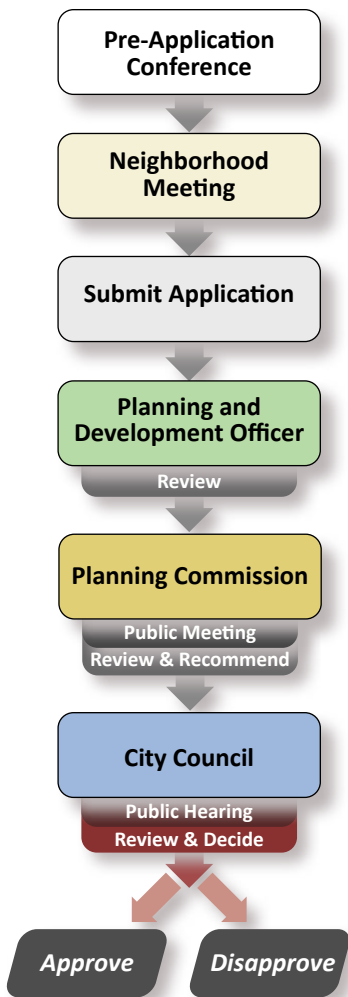 Pre-Application
Conference
Neighborhood
Meeting
Submit Application
Planning and
Development Officer
Review
Planning Commission
Public Meeting
Review & Recommend
City Council
Public Hearing
Review & Decide
Approve
Disapprove